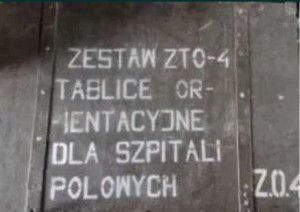 ZESTAW ZTO-4
TABLICE OR-
IENTACYJNE
DLA SZPITALI
POLOWYCH
Z.O.4